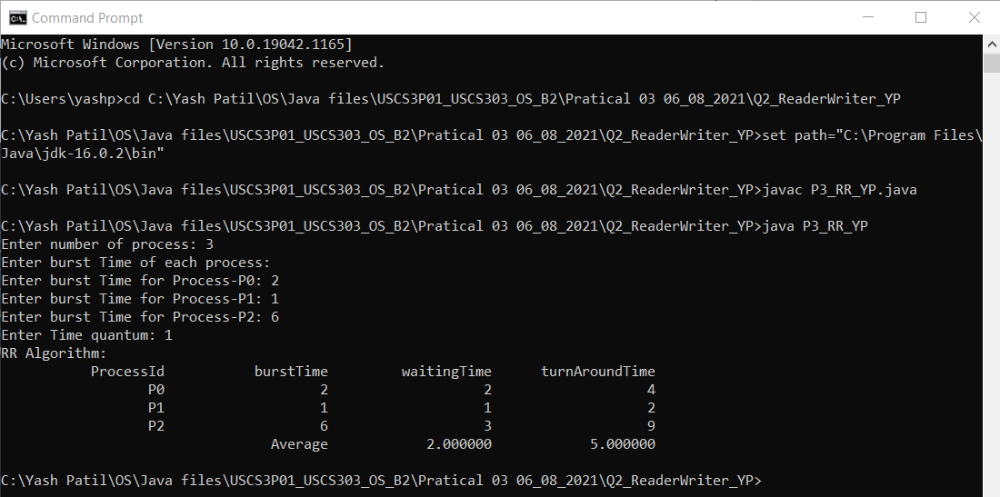 Command Prompt
Microsoft Windows [Version 10.0.19042.1165]
(c) Microsoft Corporation. All rights reserved.
C:\Users\yashp>cd C:\Yash Patil\OS\Java files\USCS3P01_USCS303_OS_B2\Pratical 03 06_08_2021\Q2_ReaderWriter_YP
C:\Yash Patil\OS\Java files\USCS3P01_USCS303_OS_B2\Pratical 03 06_08_2021\Q2_ReaderWriter_YP>set path="C:\Program Files\
Java\jdk-16.0.2\bin"
C:\Yash Patil\OS\Java files\USCS3P01_USCS303_OS_B2\Pratical 03 06_08_2021\Q2_ReaderWriter_YP>javac P3_RR_YP.java
C:\Yash Patil\OS\Java files\USCS3P01_USCS303_OS_B2\Pratical 03 06_08_2021\Q2_ReaderWriter_YP>java P3_RR_YP
Enter number of process: 3
Enter burst Time of each process:
Enter burst Time for Process-P0: 2
Enter burst Time for Process-P1: 1
Enter burst Time for Process-P2: 6
Enter Time quantum: 1
RR Algorithm:
ProcessId burstTime waitingTime turnAroundTime
P0 2 2 4
P1 1 1 2
P2 6 3 9
Average 2.000000 5.000000
C:\Yash Patil\OS\Java files\USCS3P01_USCS303_OS_B2\Pratical 03 06_08_2021\Q2_ReaderWriter_YP>